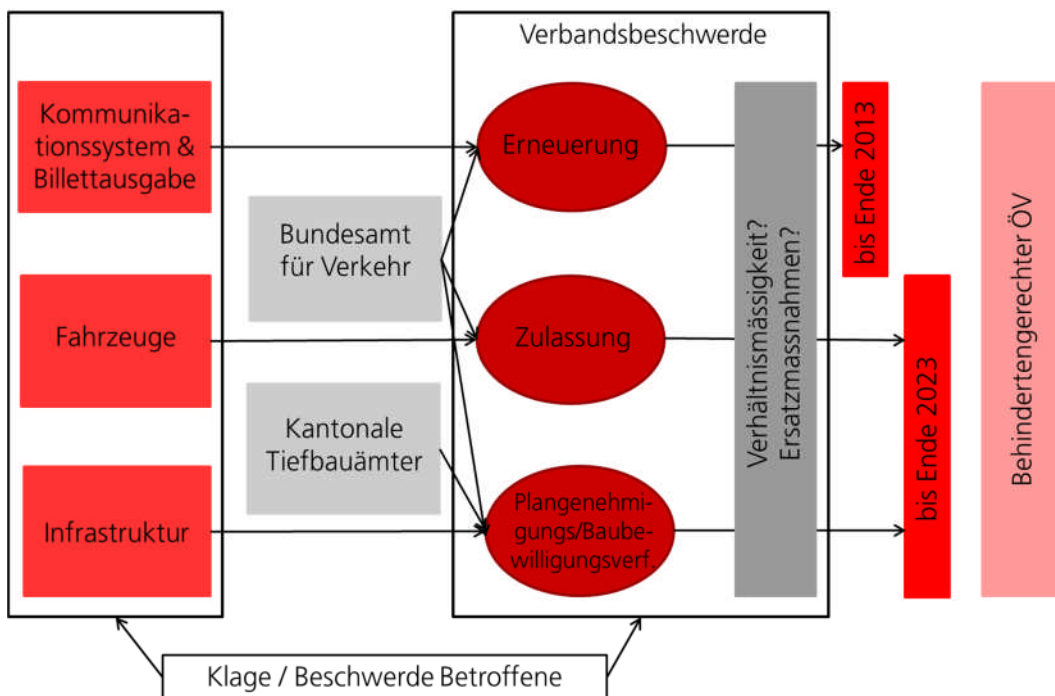 Verbandsbeschwerde
Kommunika-
tionssystem &
Billettausgabe
Erneuerung
Bundesamt
für Verkehr
Fahrzeuge
Zulassung
Kantonale
Tiefbauämter
Infrastruktur
Plangenehmi-
gungs/Baube-
willigungsverf.
Verhältnismässigkeit?
Ersatzmassnahmen?
bis Ende 2013
bis Ende 2023
Behindertengerechter ÖV
Klage / Beschwerde Betroffene